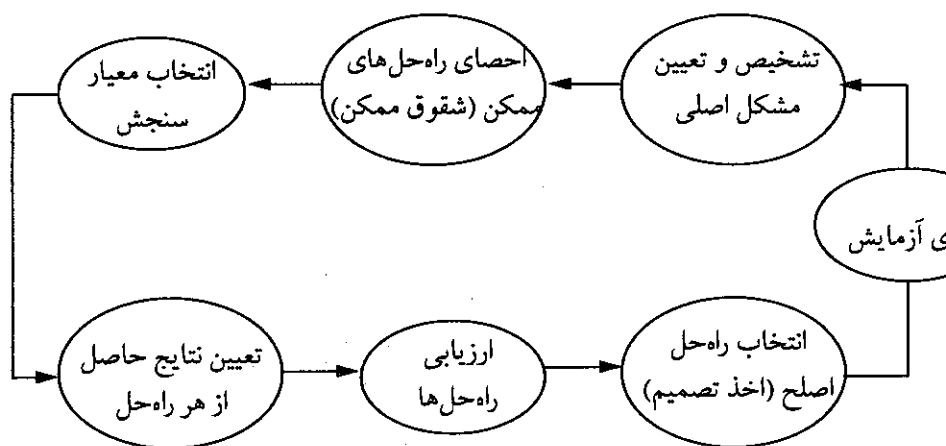 تشخیص و تعیین
مشکل اصلی
احصای راه‌حل‌های
ممکن (شقوق ممکن)
انتخاب معیار
سنجش
تعیین نتایج حاصل
از هر راه‌حل
ارزیابی
راه‌حل‌ها
انتخاب راه‌حل
اصلح (اخذ تصمیم)
آزمایش